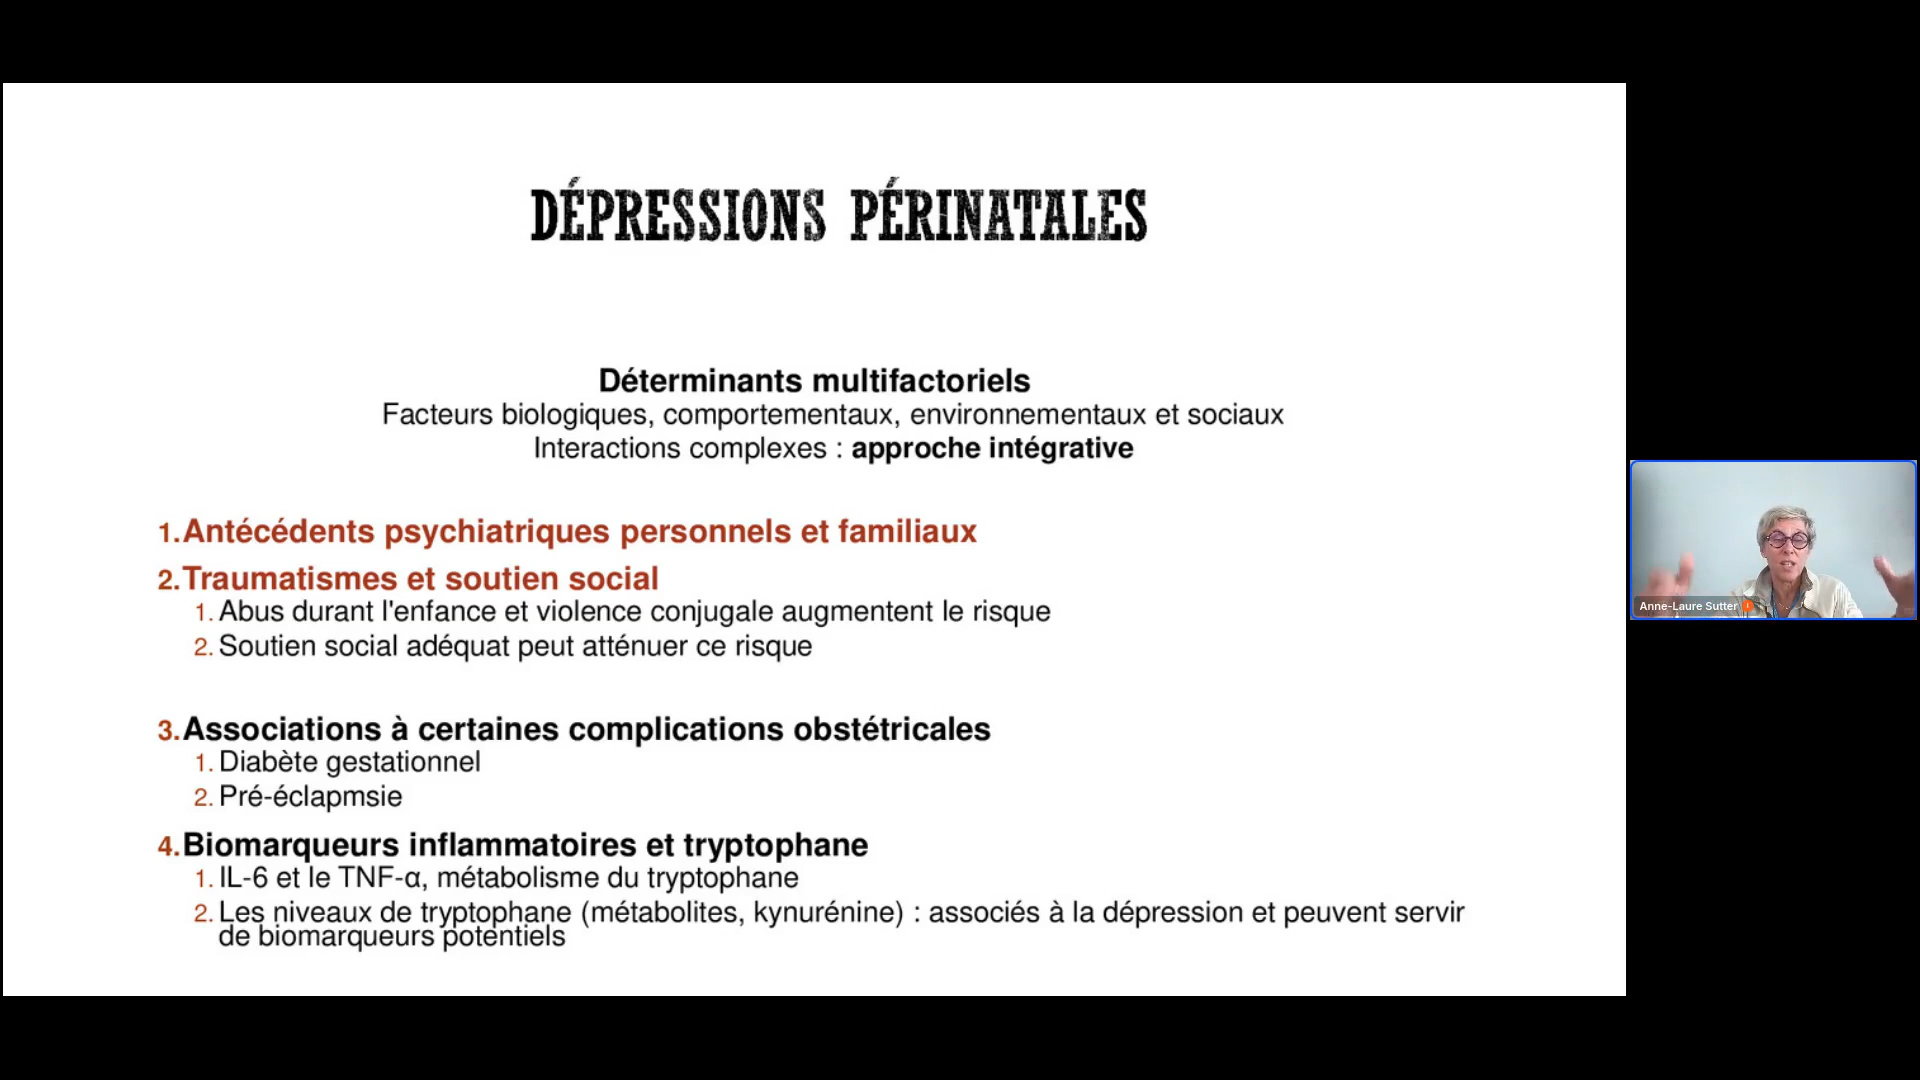 DÉPRESSIONS PÉRINATALES
Déterminants multifactoriels
Facteurs biologiques, comportementaux, environnementaux et sociaux
Interactions complexes : approche intégrative
1. Antécédents psychiatriques personnels et familiaux
2. Traumatismes et soutien social
1. Abus durant l'enfance et violence conjugale augmentent le risque
2. Soutien social adéquat peut atténuer ce risque
3. Associations à certaines complications obstétricales
1. Diabète gestationnel
2. Pré-éclapmsie
4. Biomarqueurs inflammatoires et tryptophane
1. IL-6 et le TNF-α, métabolisme du tryptophane
2. Les niveaux de tryptophane (métabolites, kynurénine) : associés à la dépression et peuvent servir
de biomarqueurs potentiels
Anne-Laure Sutter